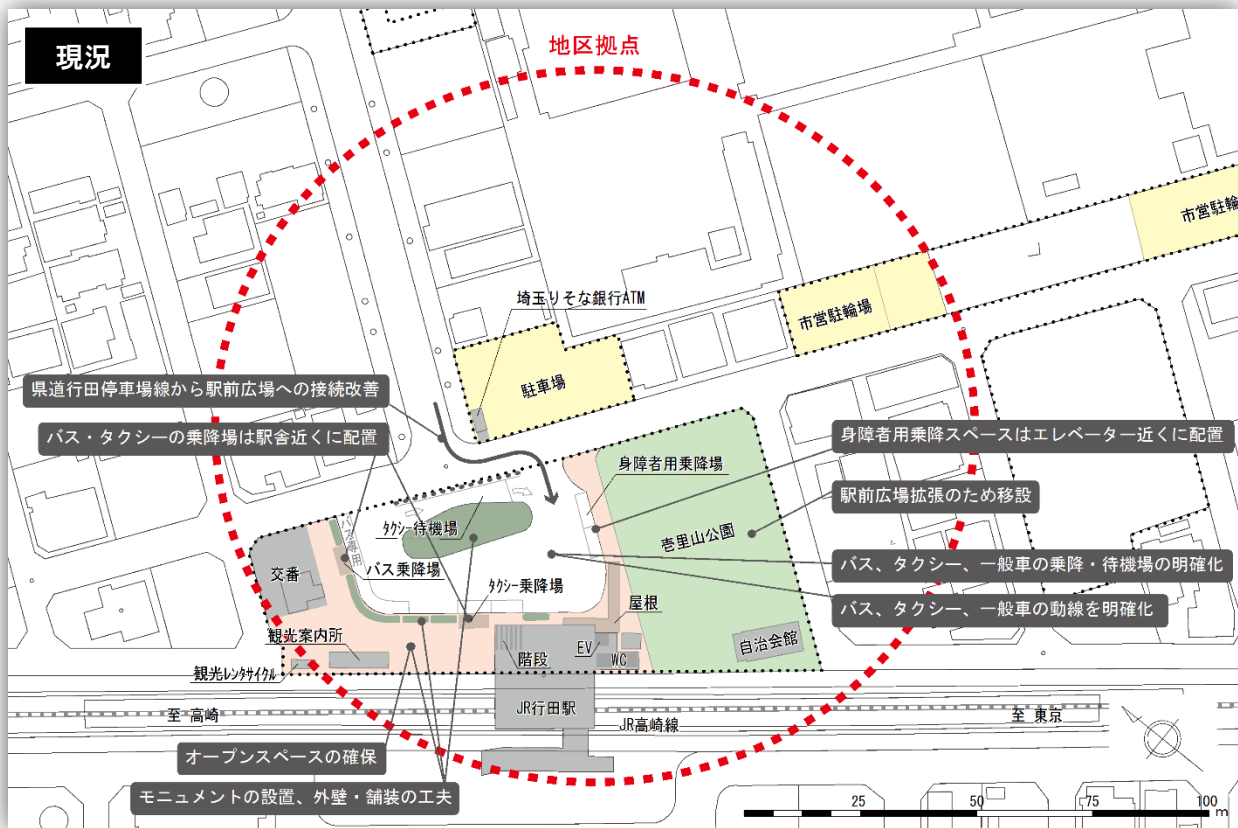 現況
地区拠点
市営駐輪
市営駐輪場
埼玉りそな銀行ATM
駐車場
県道行田停車場線から駅前広場への接続改善
バス・タクシーの乗降場は駅舎近くに配置
身障者用乗降スペースはエレベーター近くに配置
身障者用乗降場
駅前広場拡張のため移設
タクシー待機場
壱里山公園
バス専用
バス乗降場
バス、タクシー、一般車の乗降・待機場の明確化
交番
タクシー乗降場
バス、タクシー、一般車の動線を明確化
屋根
観光案内所
自治会館
階段
EV
WC
観光レンタサイクル
JR行田駅
至 高崎
JR高崎線
至 東京
オープンスペースの確保
モニュメントの設置、外壁・舗装の工夫
25
50
75
100
m